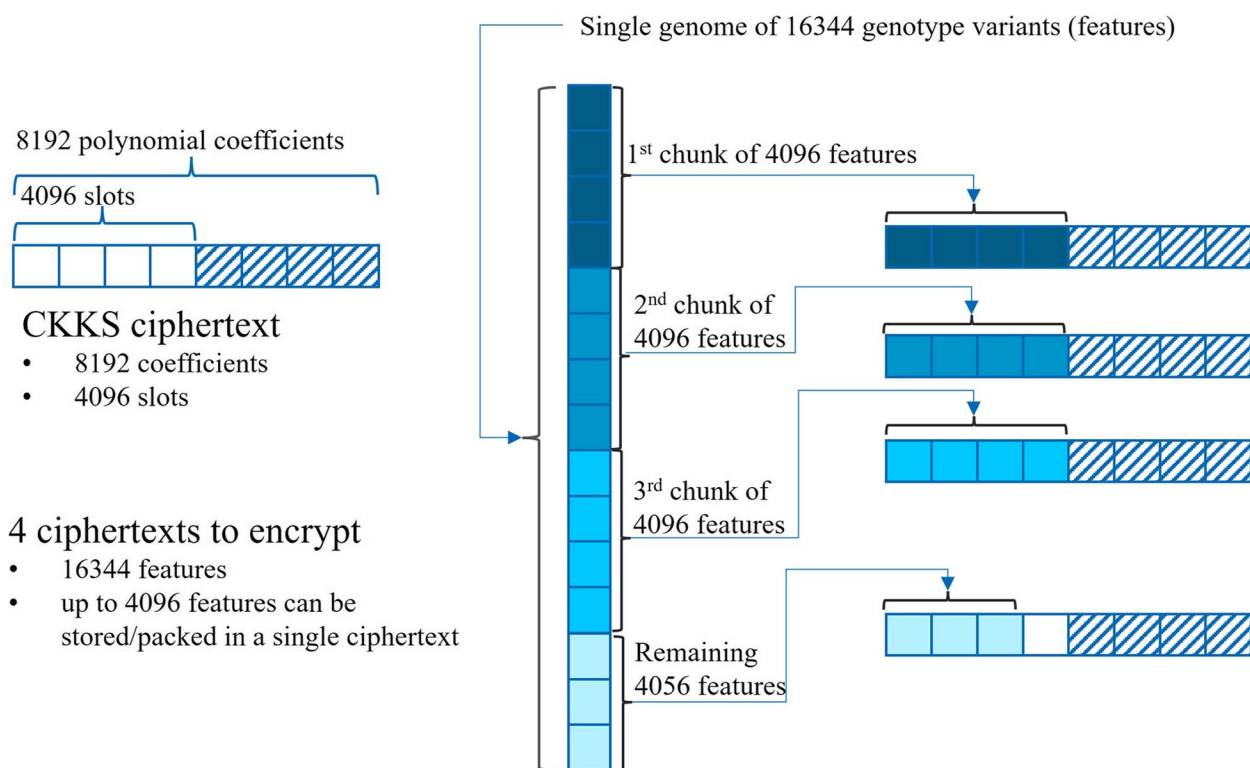 Single genome of 16344 genotype variants (features)
8192 polynomial coefficients
4096 slots
CKKS ciphertext
• 8192 coefficients
• 4096 slots
4 ciphertexts to encrypt
• 16344 features
• up to 4096 features can be
stored/packed in a single ciphertext
1st chunk of 4096 features
2nd chunk of
4096 features
3rd chunk of
4096 features
Remaining
4056 features